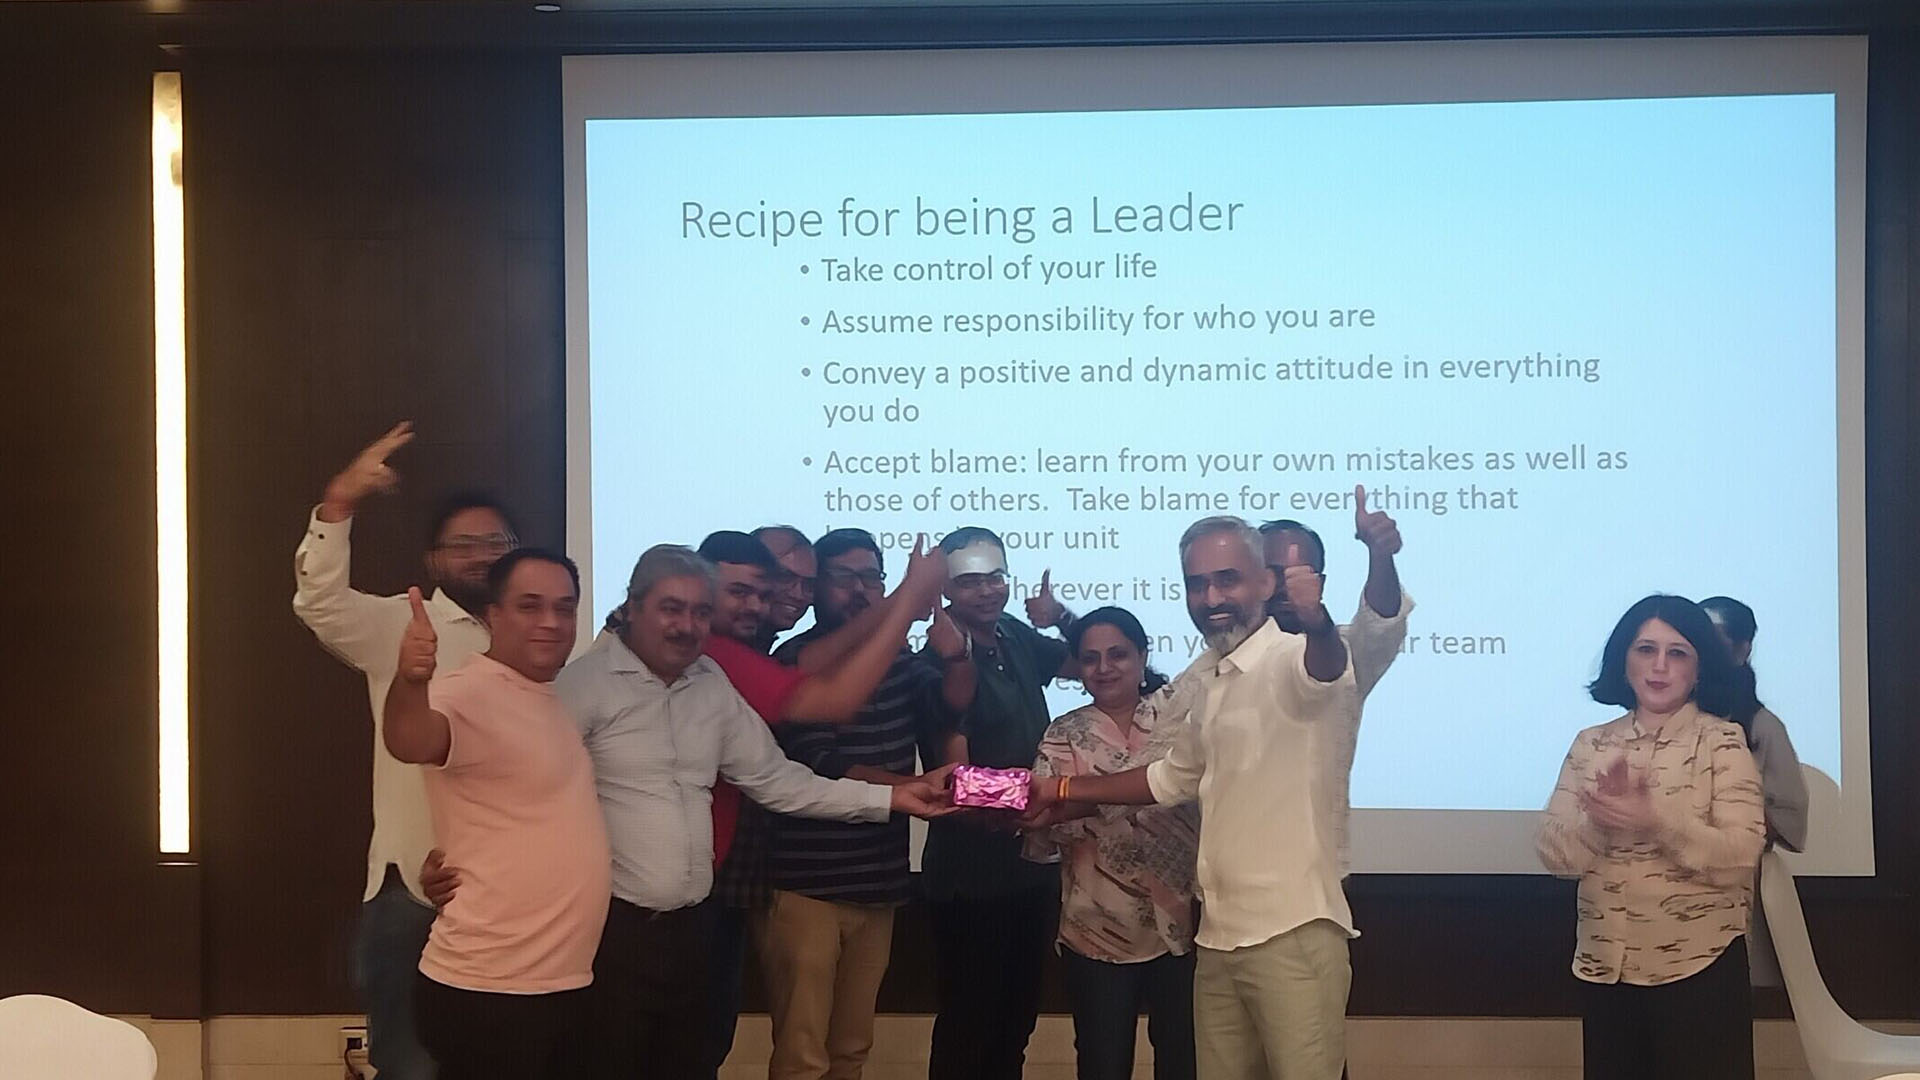 Recipe for being a Leader
• Take control of your life
• Assume responsibility for who you are
• Convey a positive and dynamic attitude in everything
you do
• Accept blame: learn from your own mistakes as well as
those of others. Take blame for everything that
your unit
it is
team